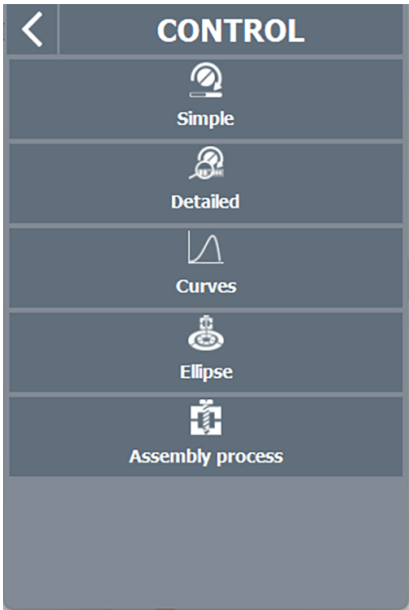 CONTROL
Simple
Detailed
Curves
Ellipse
Assembly process